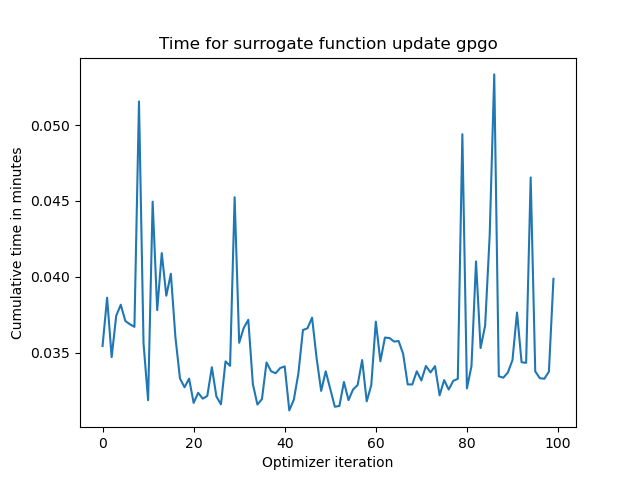 Time for surrogate function update gpgo
Cumulative time in minutes
0.050
0.045
0.040
0.035
0 20 40 60 80 100
Optimizer iteration